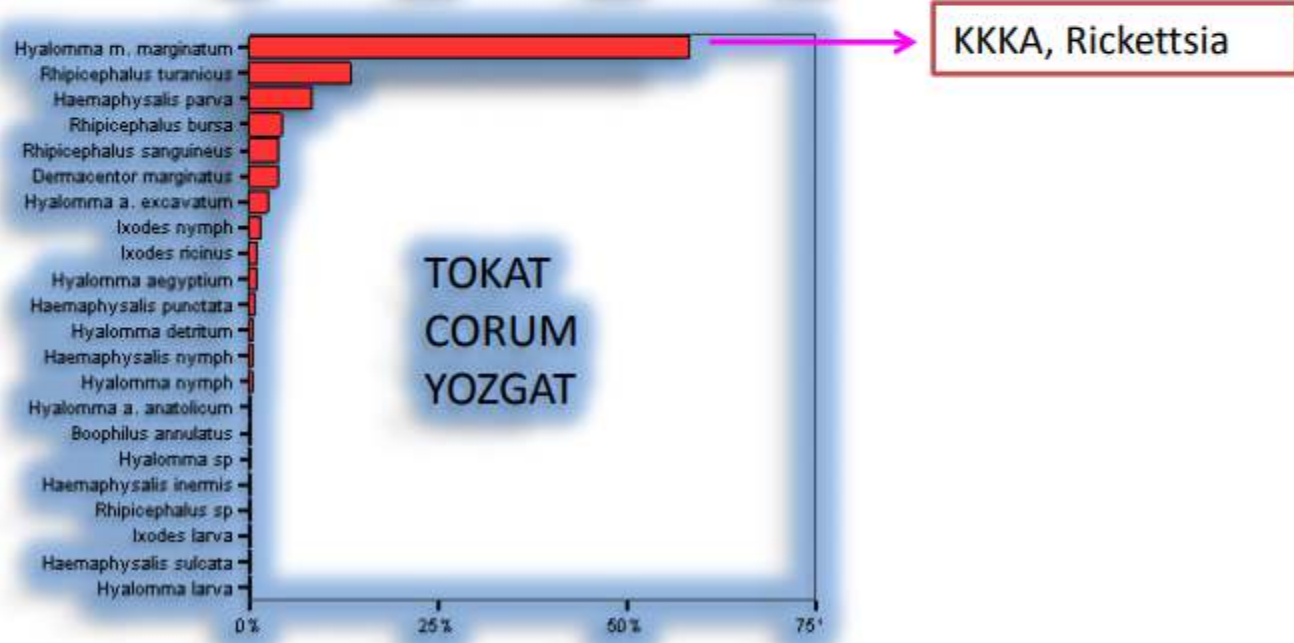 Hyalomma m. marginatum
KKKA, Rickettsia
Rhipicephalus turanicus
Haemaphysalis parva
Rhipicephalus bursa
Rhipicephalus sanguineus
Dermacentor marginatus
Hyalomma a. excavatum
Ixodes nymph
Ixodes ricinus
Hyalomma aegyptium
Haemaphysalis punctata
Hyalomma detritum
Haemaphysalis nymph
Hyalomma nymph
Hyalomma a. anatolicum
Boophilus annulatus
Hyalomma sp
Haemaphysalis inermis
Rhipicephalus sp
Ixodes larva
Haemaphysalis sulcata
Hyalomma larva
TOKAT
CORUM
YOZGAT
0% 25% 50% 75